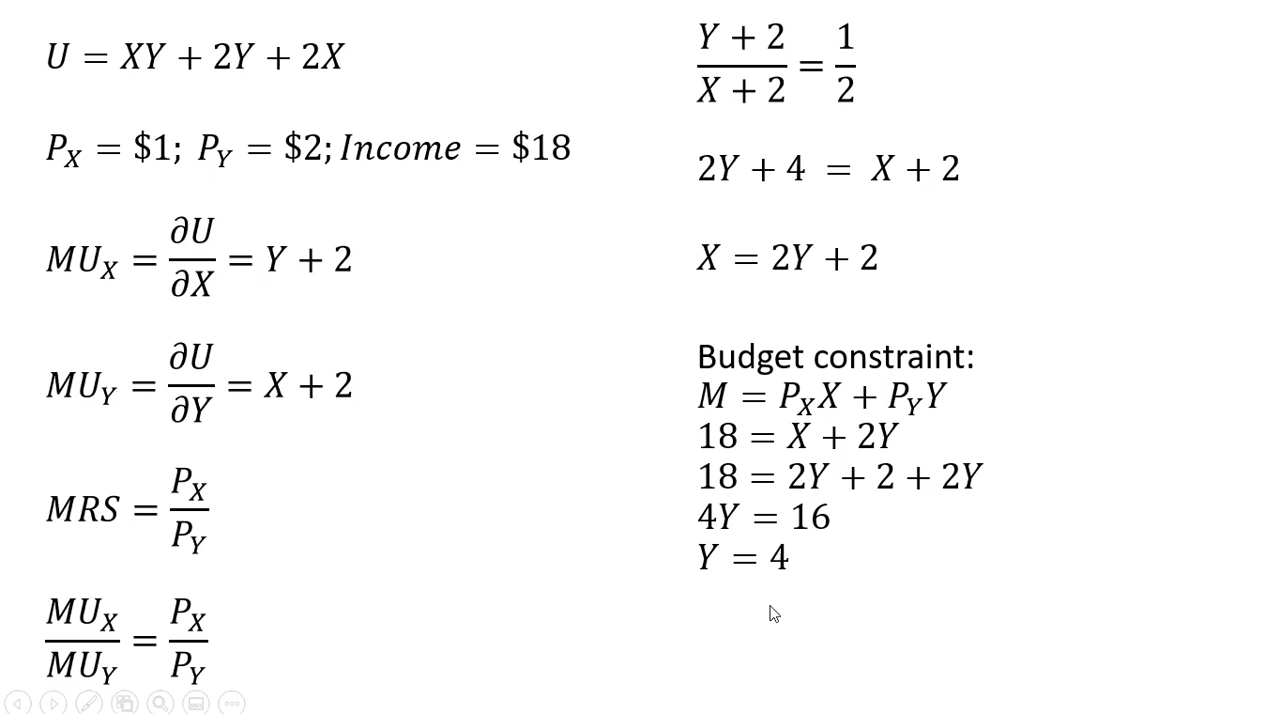 U = XY + 2Y + 2X
P_X = $1; P_Y = $2; Income = $18
MU_X = ∂U/∂X = Y + 2
MU_Y = ∂U/∂Y = X + 2
MRS = P_X/P_Y
MU_X/MU_Y = P_X/P_Y
(Y + 2)/(X + 2) = 1/2
2Y + 4 = X + 2
X = 2Y + 2
Budget constraint:
M = P_X X + P_Y Y
18 = X + 2Y
18 = 2Y + 2 + 2Y
4Y = 16
Y = 4